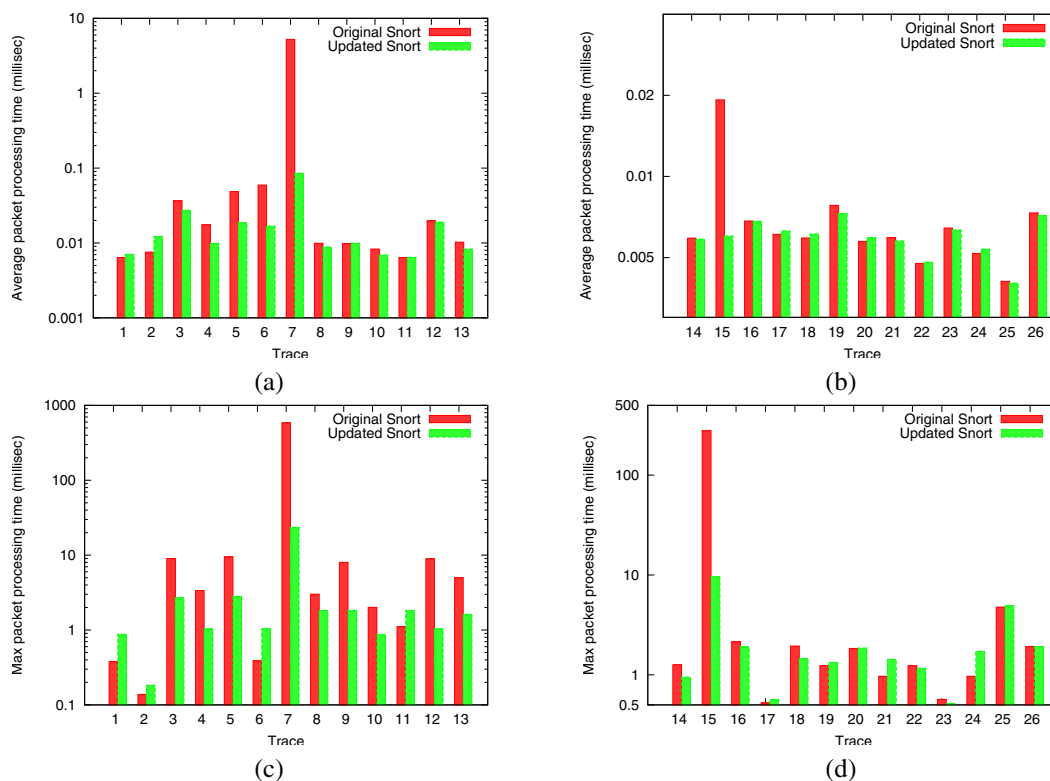 Average packet processing time (millisec)
10
1
0.1
0.01
0.001
Original Snort
Updated Snort
1 2 3 4 5 6 7 8 9 10 11 12 13
Trace
(a)
Average packet processing time (millisec)
0.02
0.01
0.005
Original Snort
Updated Snort
14 15 16 17 18 19 20 21 22 23 24 25 26
Trace
(b)
Max packet processing time (millisec)
1000
100
10
1
0.1
Original Snort
Updated Snort
1 2 3 4 5 6 7 8 9 10 11 12 13
Trace
(c)
Max packet processing time (millisec)
500
100
10
1
0.5
Original Snort
Updated Snort
14 15 16 17 18 19 20 21 22 23 24 25 26
Trace
(d)